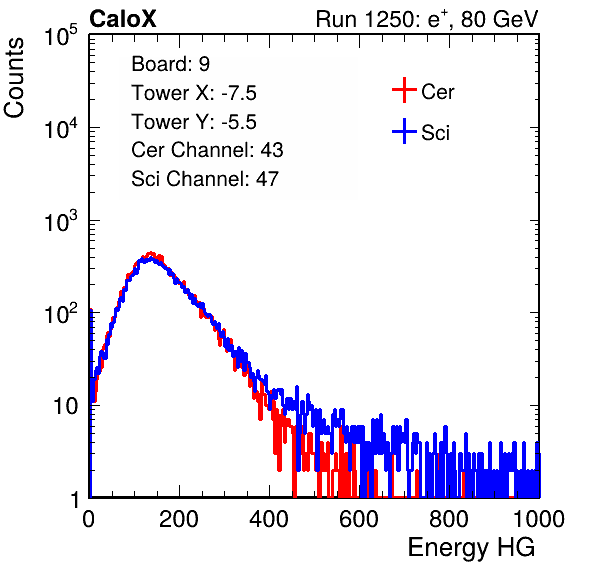 CaloX Run 1250: e⁺, 80 GeV
Counts
Board: 9
Tower X: -7.5
Tower Y: -5.5
Cer Channel: 43
Sci Channel: 47
Cer
Sci
10⁵
10⁴
10³
10²
10
1
0 200 400 600 800 1000
Energy HG